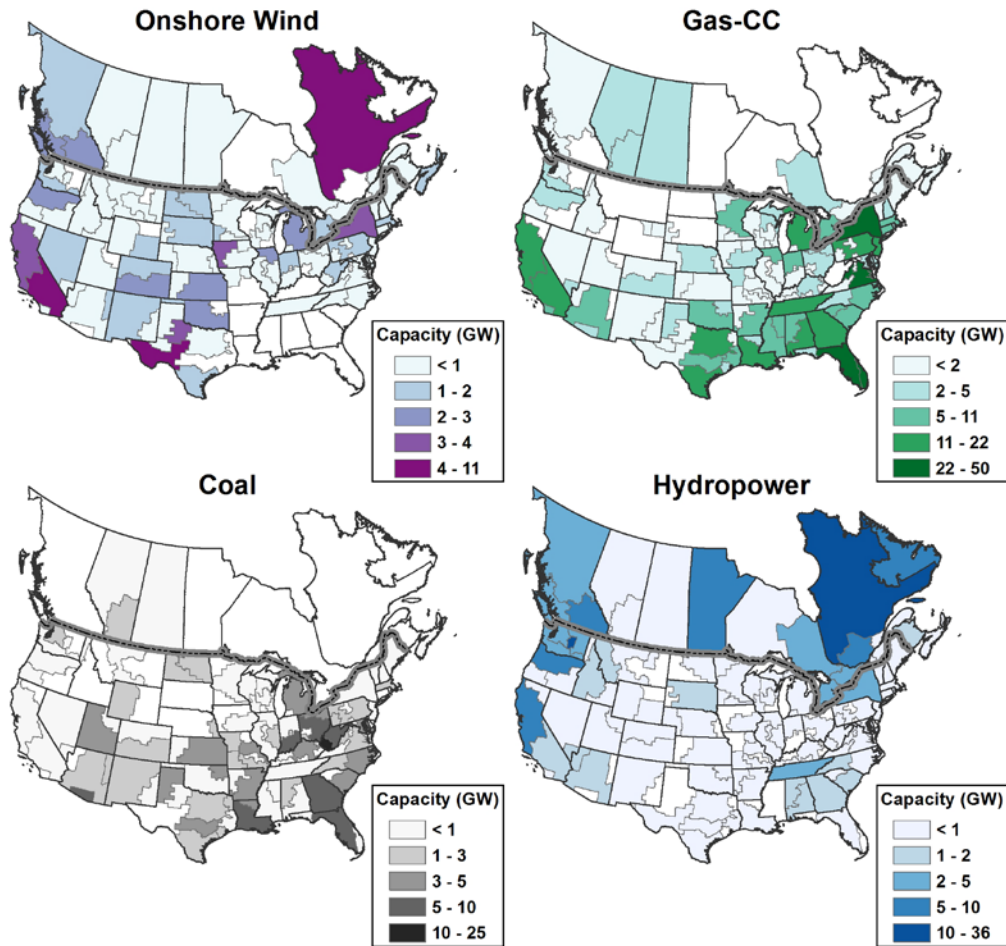 Onshore Wind
Capacity (GW)
< 1
1 - 2
2 - 3
3 - 4
4 - 11
Gas-CC
Capacity (GW)
< 2
2 - 5
5 - 11
11 - 22
22 - 50
Coal
Capacity (GW)
< 1
1 - 3
3 - 5
5 - 10
10 - 25
Hydropower
Capacity (GW)
< 1
1 - 2
2 - 5
5 - 10
10 - 36